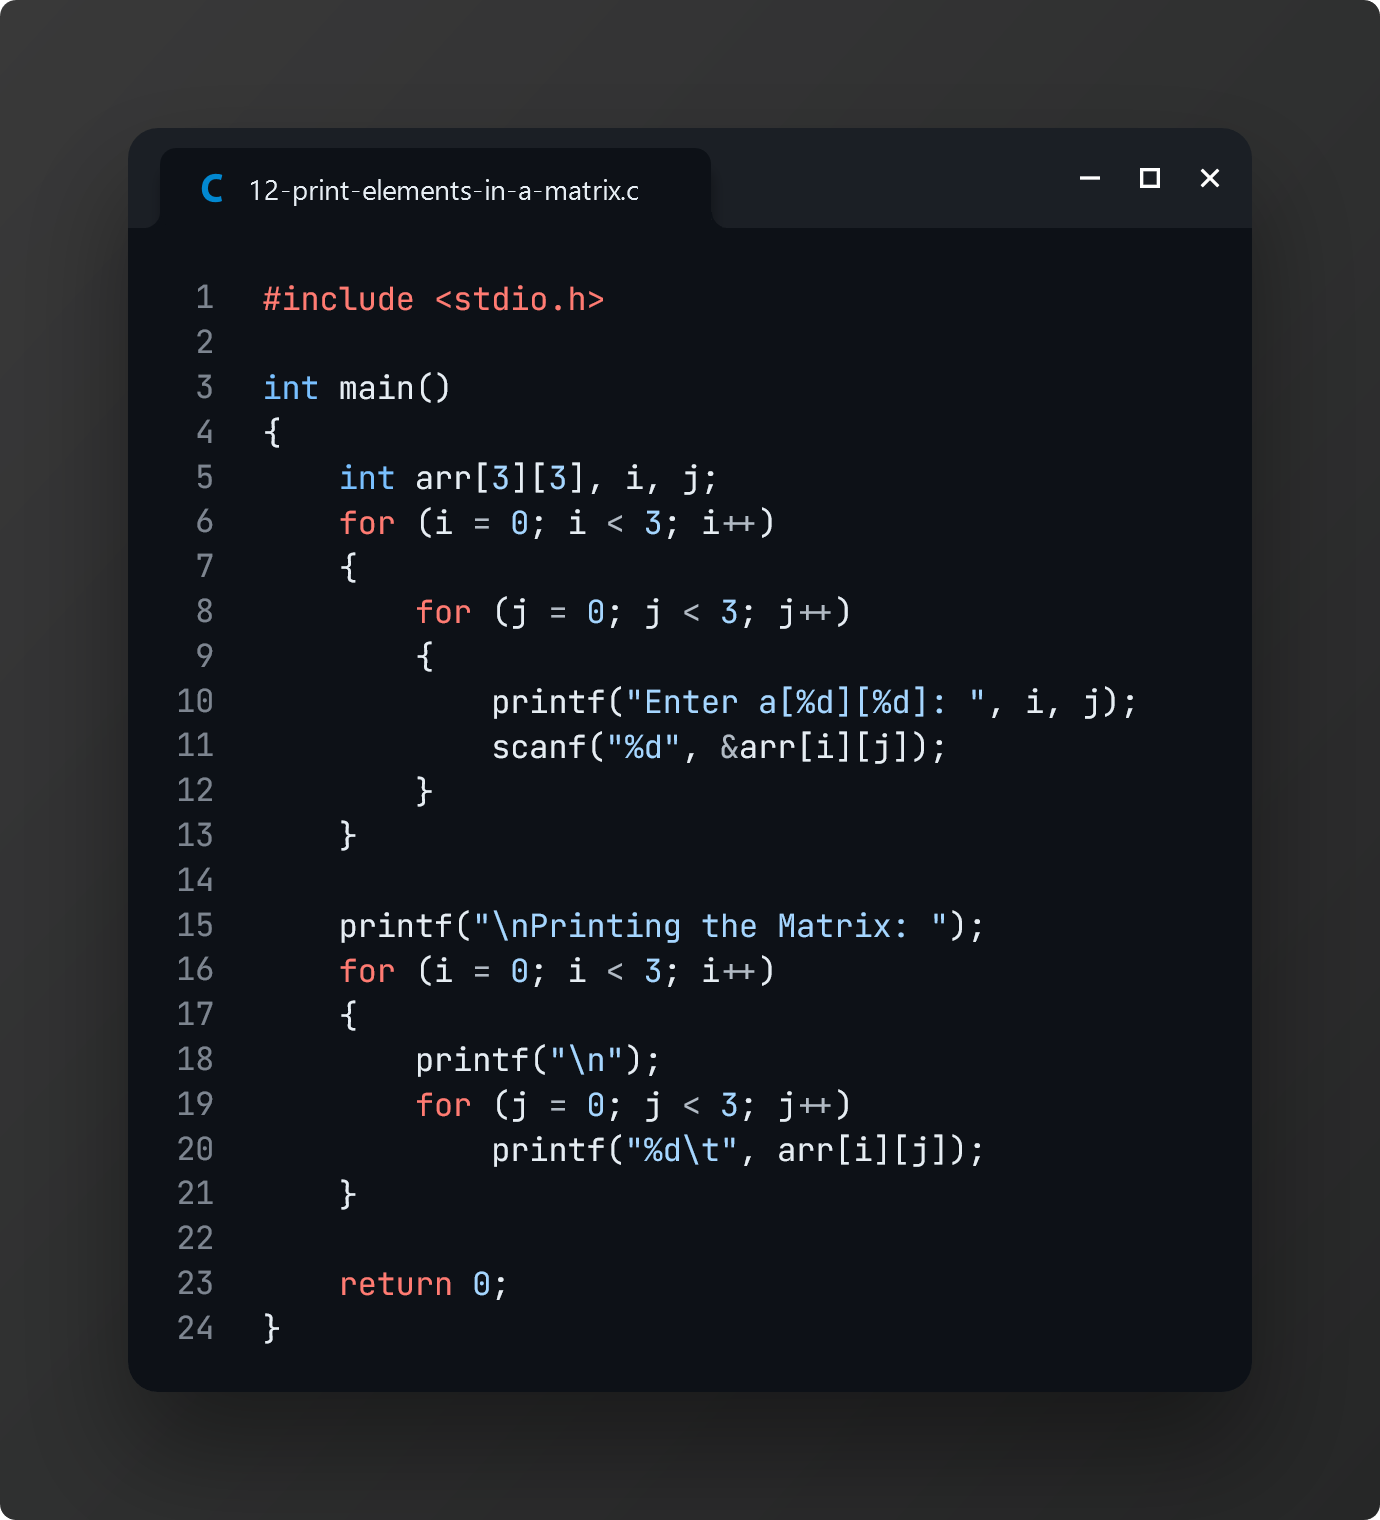 12-print-elements-in-a-matrix.c
1 #include <stdio.h>
2
3 int main()
4 {
5     int arr[3][3], i, j;
6     for (i = 0; i < 3; i++)
7     {
8         for (j = 0; j < 3; j++)
9         {
10             printf("Enter a[%d][%d]: ", i, j);
11             scanf("%d", &arr[i][j]);
12         }
13     }
14
15     printf("\nPrinting the Matrix: ");
16     for (i = 0; i < 3; i++)
17     {
18         printf("\n");
19         for (j = 0; j < 3; j++)
20             printf("%d\t", arr[i][j]);
21     }
22
23     return 0;
24 }